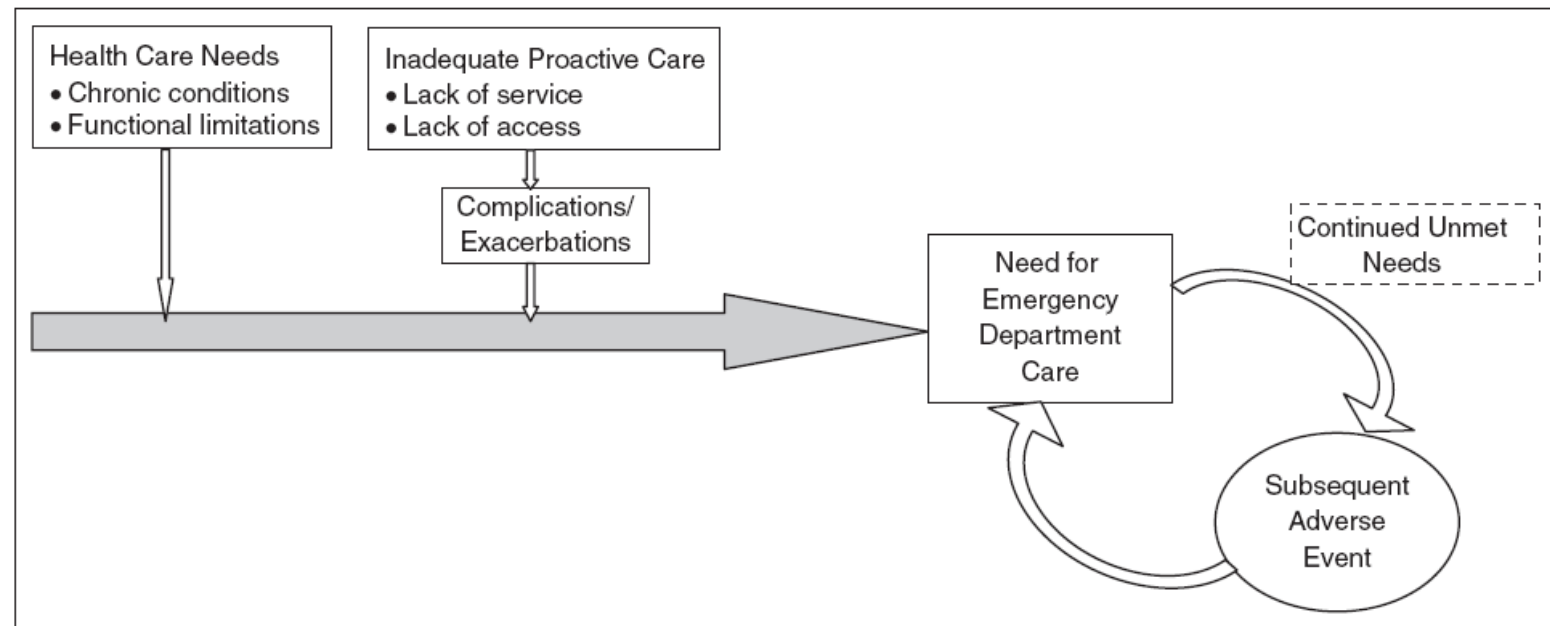 Health Care Needs
• Chronic conditions
• Functional limitations
Inadequate Proactive Care
• Lack of service
• Lack of access
Complications/
Exacerbations
Need for
Emergency
Department
Care
Continued Unmet
Needs
Subsequent
Adverse
Event